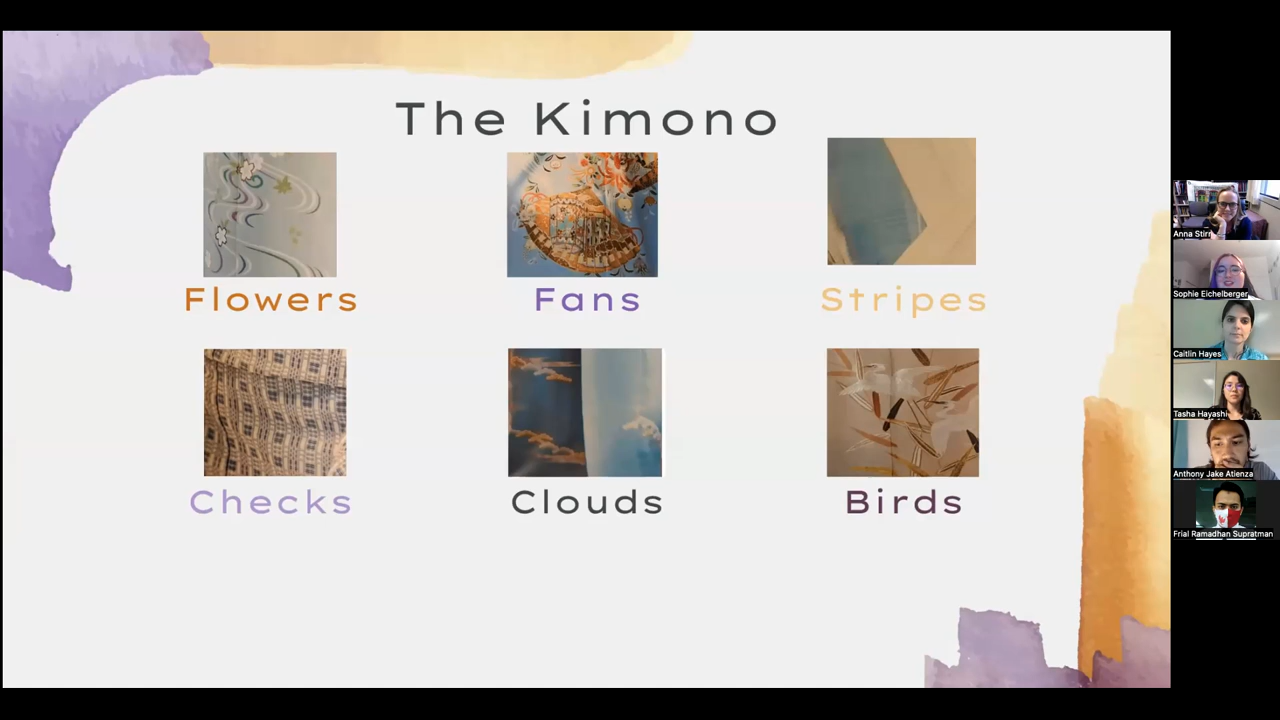 The Kimono
Flowers
Fans
Stripes
Checks
Clouds
Birds
Anna Stirr
Sophie Eichelberger
Caitlin Hayes
Tasha Hayashi
Anthony Jake Atienza
Frial Ramadhan Supratman